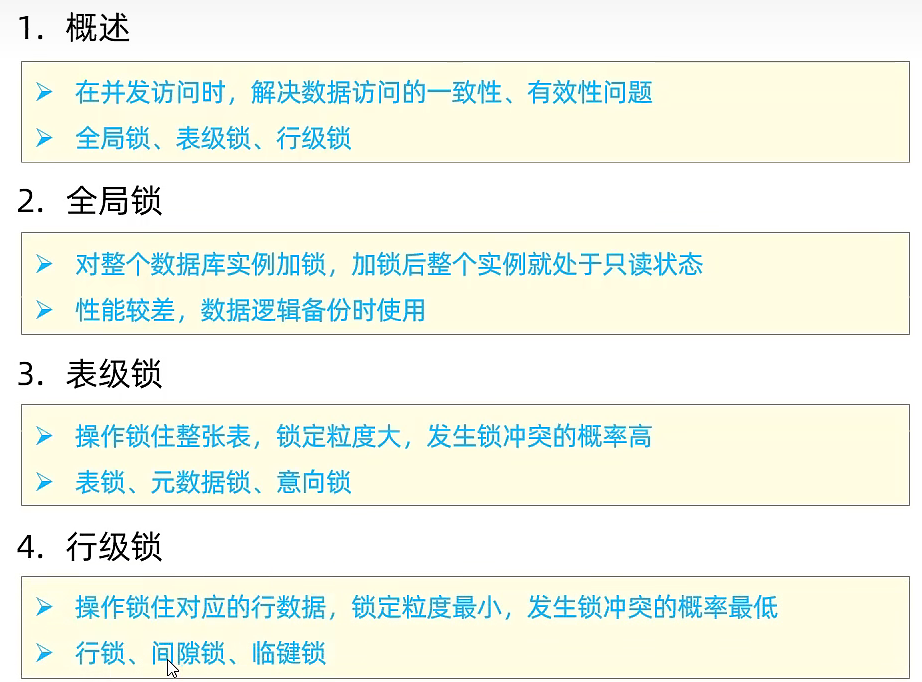 1. 概述
➢ 在并发访问时，解决数据访问的一致性、有效性问题
➢ 全局锁、表级锁、行级锁
2. 全局锁
➢ 对整个数据库实例加锁，加锁后整个实例就处于只读状态
➢ 性能较差，数据逻辑备份时使用
3. 表级锁
➢ 操作锁住整张表，锁定粒度大，发生锁冲突的概率高
➢ 表锁、元数据锁、意向锁
4. 行级锁
➢ 操作锁住对应的行数据，锁定粒度最小，发生锁冲突的概率最低
➢ 行锁、间隙锁、临键锁